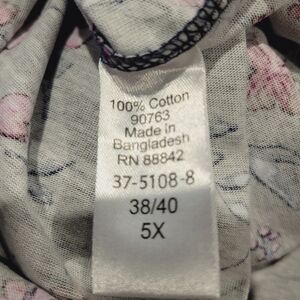 100% Cotton
90763
Made in
Bangladesh
RN 88842
37-5108-8
38/40
5X